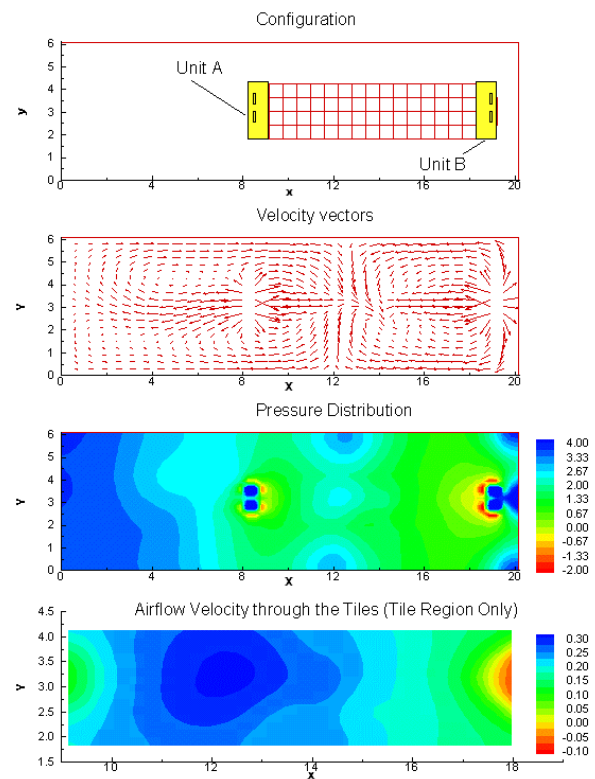 Configuration
6
5
4
3
2
1
0
y
Unit A
Unit B
0 4 8 12 16 20
x
Velocity vectors
6
5
4
3
2
1
0
Y
0 4 8 12 16 20
X
Pressure Distribution
6
5
4
3
2
1
0
Y
0 4 8 12 16 20
X
4.00
3.33
2.67
2.00
1.33
0.67
0.00
-0.67
-1.33
-2.00
Airflow Velocity through the Tiles (Tile Region Only)
4.5
4.0
3.5
3.0
2.5
2.0
1.5
Y
10 12 14 16 18
X
0.30
0.25
0.20
0.15
0.10
0.05
0.00
-0.05
-0.10